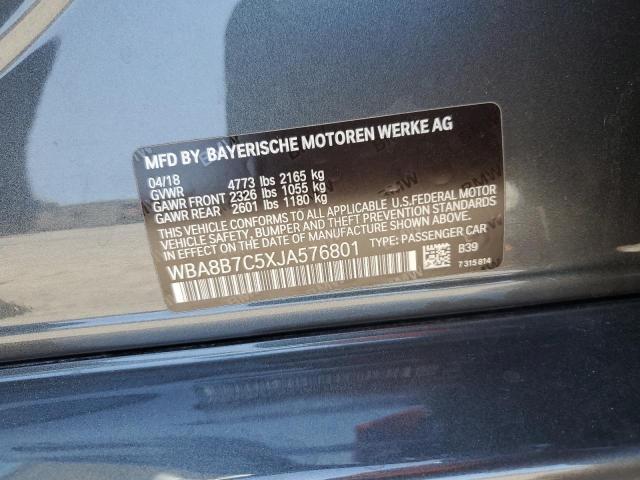 MFD BY BAYERISCHE MOTOREN WERKE AG
04/18
GVWR 4773 lbs 2165 kg
GAWR FRONT 2326 lbs 1055 kg
GAWR REAR 2601 lbs 1180 kg
THIS VEHICLE CONFORMS TO ALL APPLICABLE U.S.FEDERAL MOTOR
VEHICLE SAFETY, BUMPER AND THEFT PREVENTION STANDARDS
IN EFFECT ON THE DATE OF MANUFACTURE SHOWN ABOVE.
WBA8B7C5XJA576801 TYPE: PASSENGER CAR
B39
7 315 814